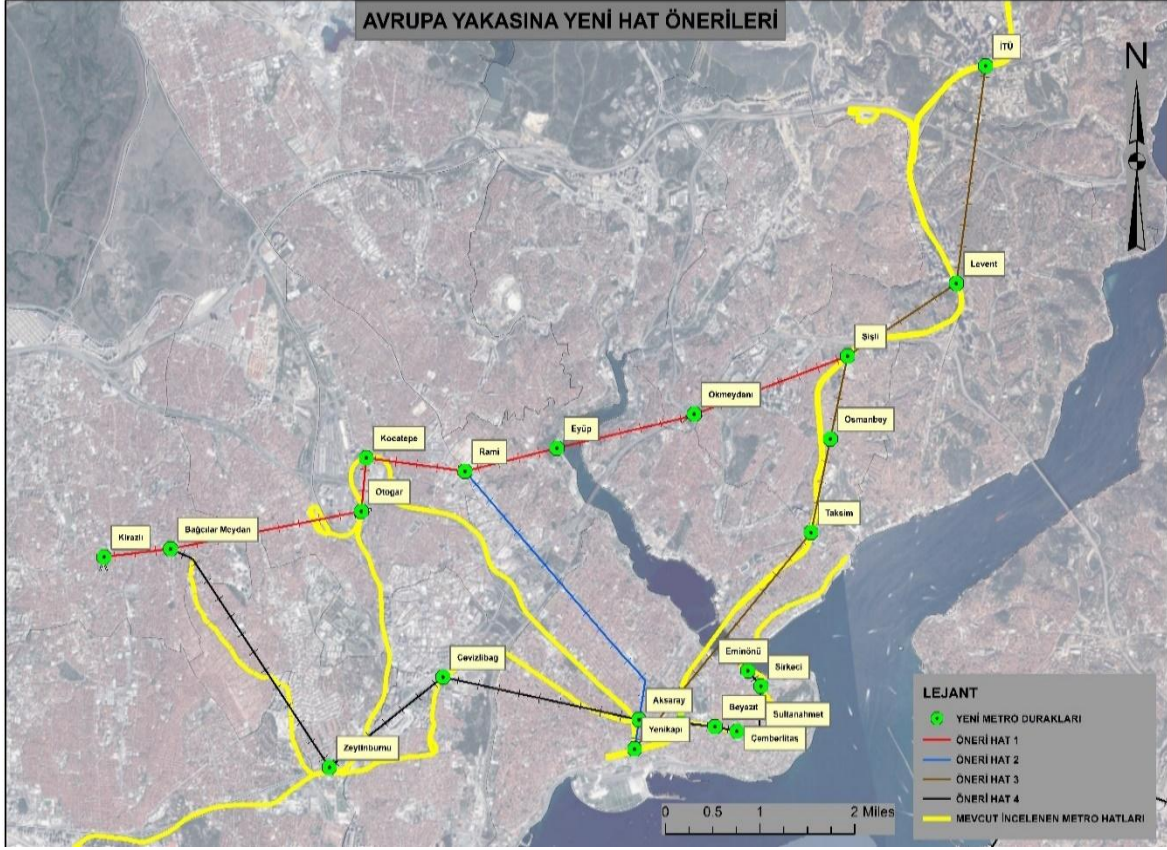 AVRUPA YAKASINA YENİ HAT ÖNERİLERİ
İTÜ
N
Levent
Şişli
Okmeydanı
Osmanbey
Eyüp
Kocatepe
Rami
Otogar
Taksim
Bağcılar Meydan
Kirazlı
Cevizlibag
Eminönü
Sirkeci
Aksaray
Beyazıt
Sultanahmet
Yenikapı
Çemberlitaş
Zeytinburnu
0 0.5 1 2 Miles
LEJANT
YENİ METRO DURAKLARI
ÖNERİ HAT 1
ÖNERİ HAT 2
ÖNERİ HAT 3
ÖNERİ HAT 4
MEVCUT İNCELENEN METRO HATLARI